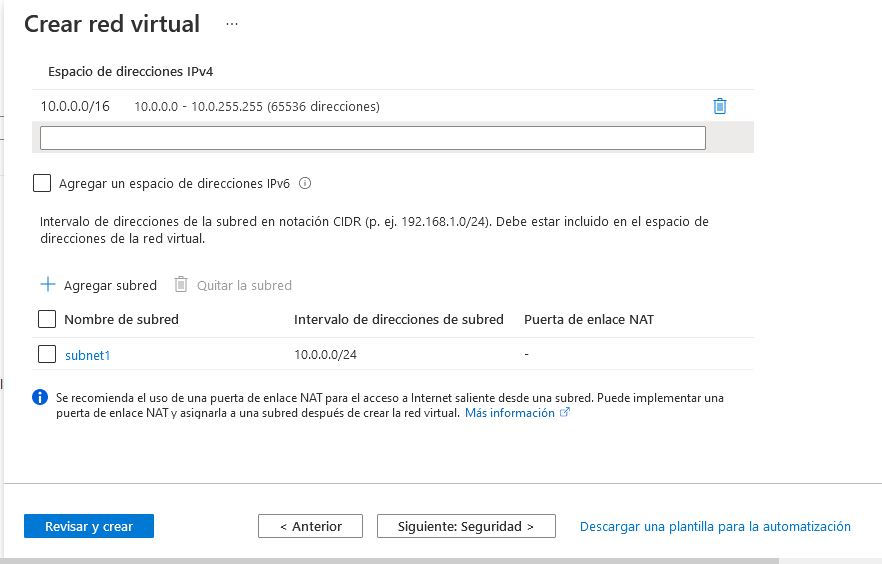 Crear red virtual ...
Espacio de direcciones IPv4
10.0.0.0/16 10.0.0.0 - 10.0.255.255 (65536 direcciones)
Agregar un espacio de direcciones IPv6
Intervalo de direcciones de la subred en notación CIDR (p. ej. 192.168.1.0/24). Debe estar incluido en el espacio de
direcciones de la red virtual.
+ Agregar subred Quitar la subred
Nombre de subred Intervalo de direcciones de subred Puerta de enlace NAT
subnet1 10.0.0.0/24 -
Se recomienda el uso de una puerta de enlace NAT para el acceso a Internet saliente desde una subred. Puede implementar una
puerta de enlace NAT y asignarla a una subred después de crear la red virtual. Más información
Revisar y crear < Anterior Siguiente: Seguridad > Descargar una plantilla para la automatización